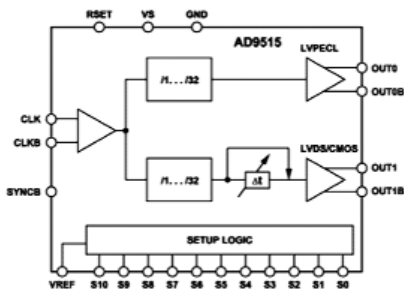 RSET VS GND
AD9515
LVPECL
/1. . . /32
OUT0
OUT0B
CLK
CLKB
LVDS/CMOS
/1. . . /32
Δt
OUT1
OUT1B
SYNCB
SETUP LOGIC
VREF S10 S9 S8 S7 S6 S5 S4 S3 S2 S1 S0